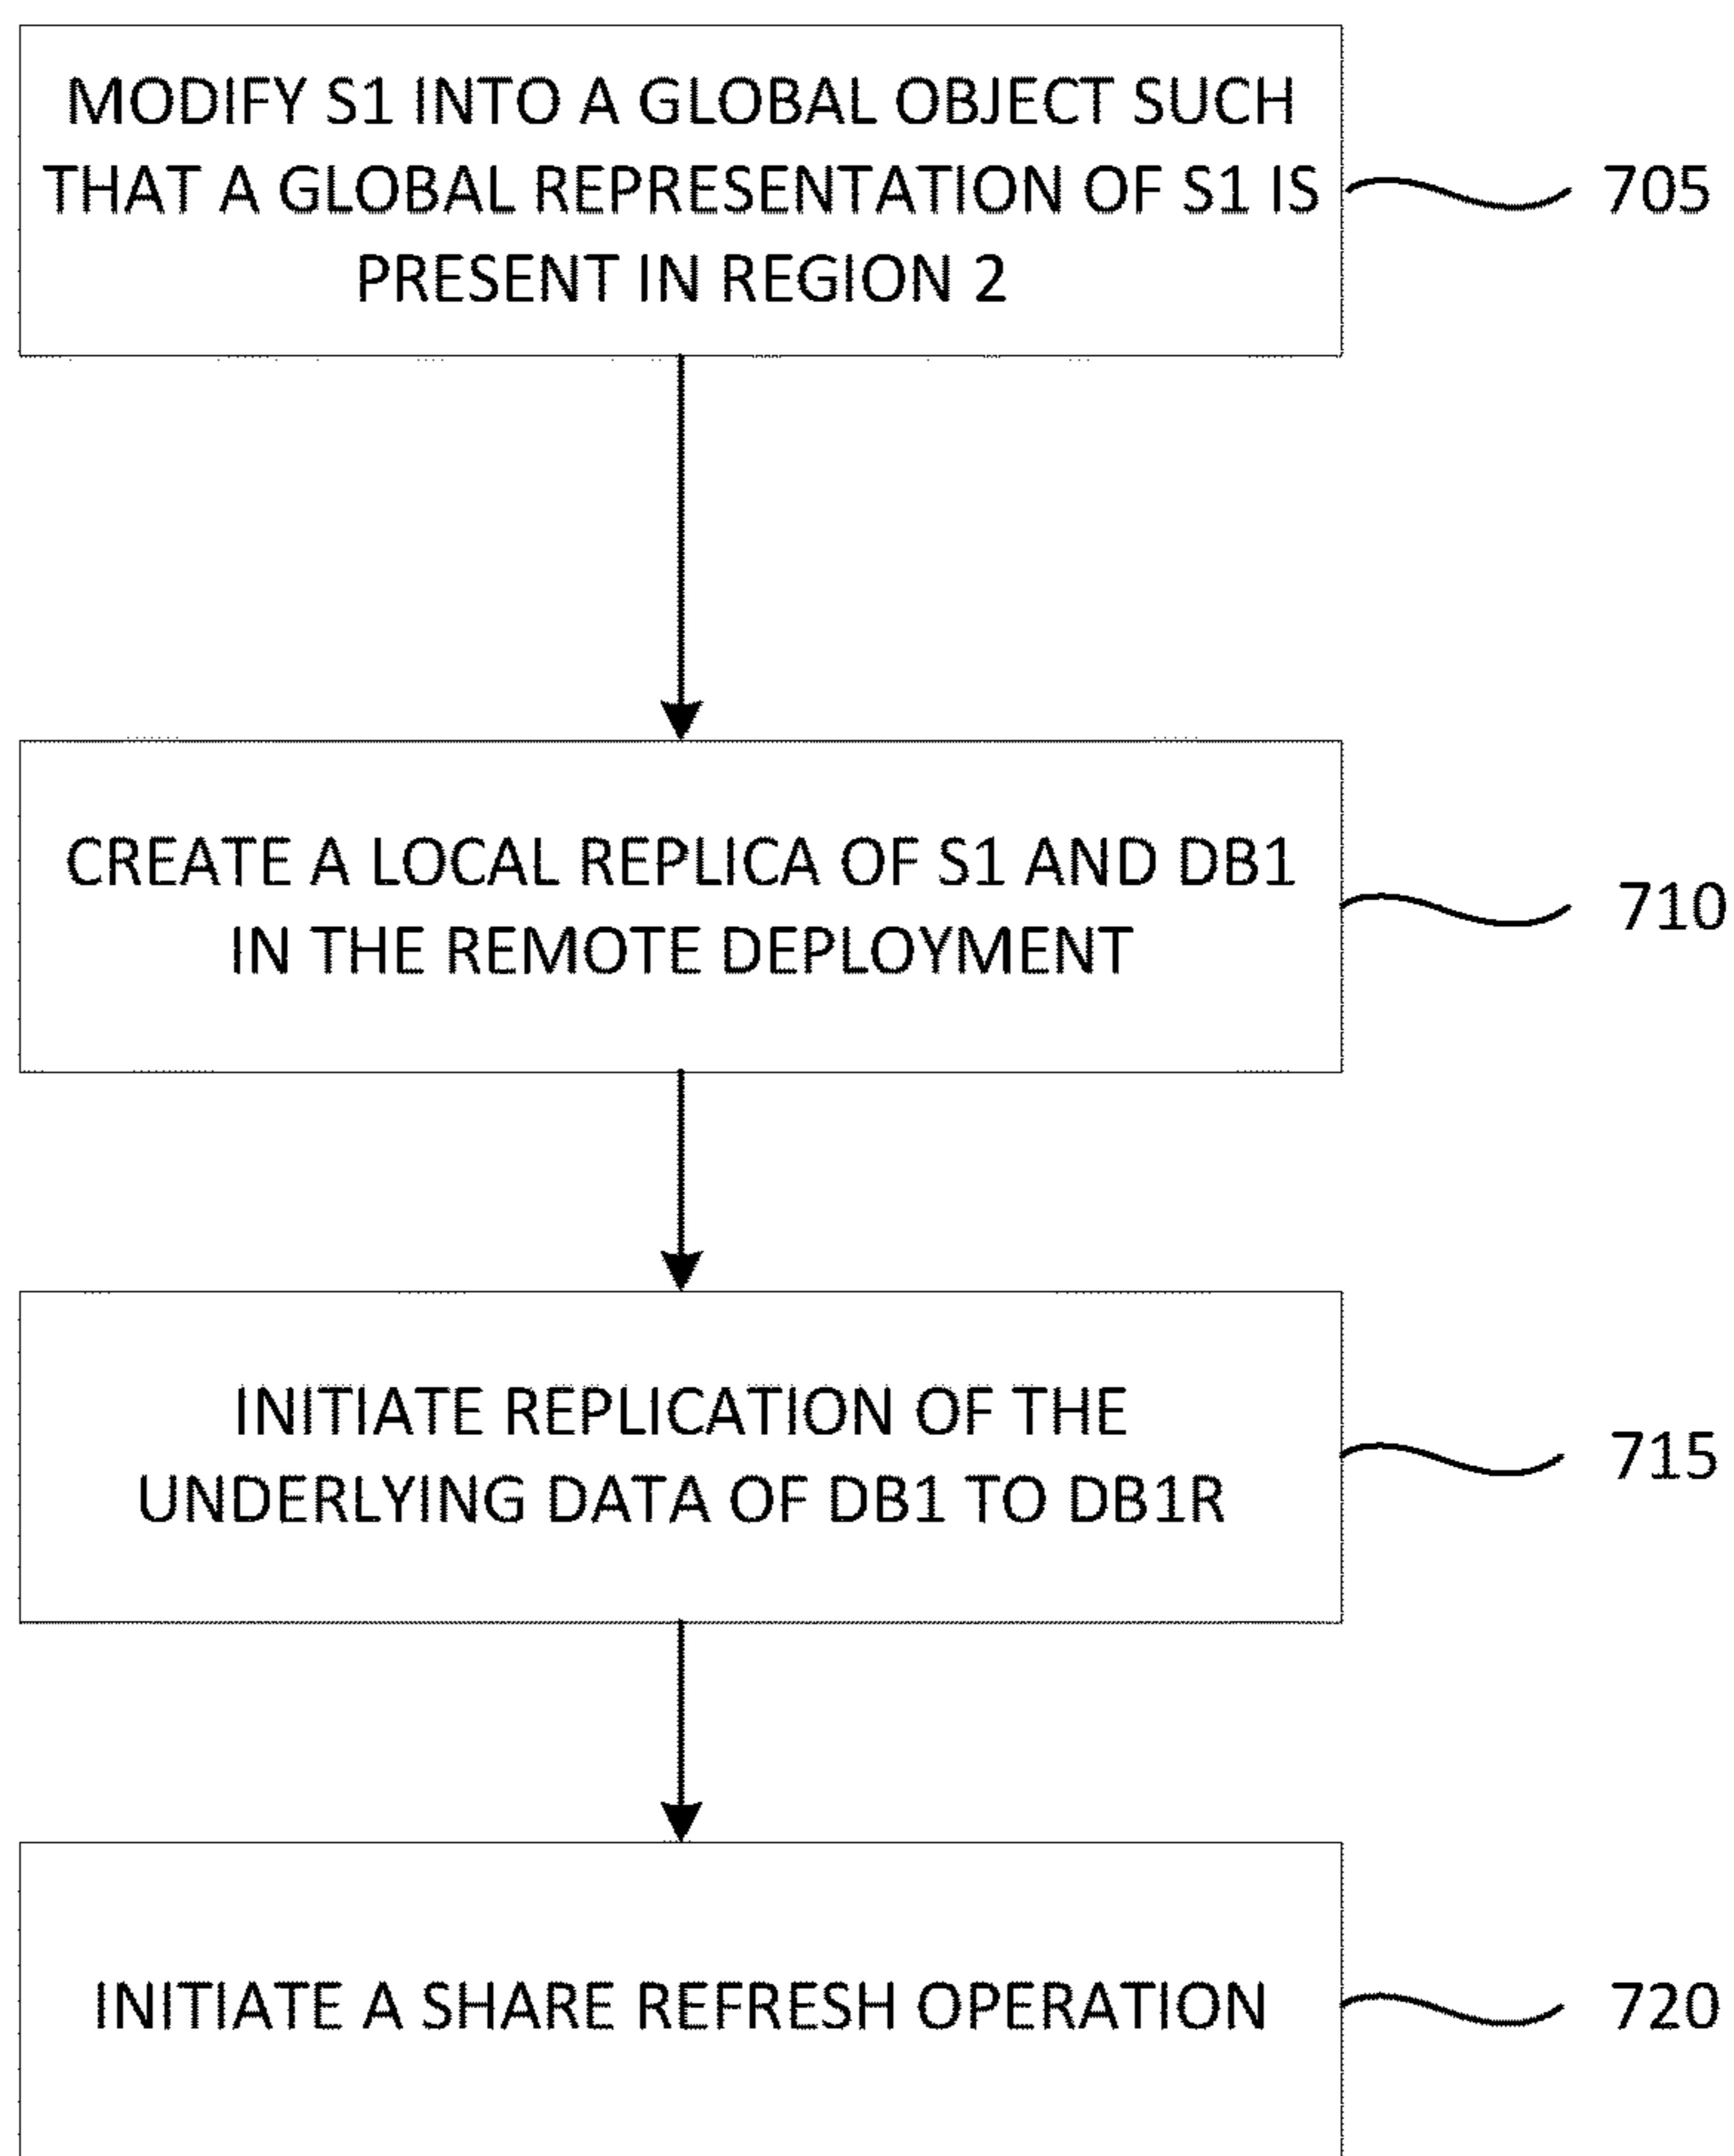 MODIFY S1 INTO A GLOBAL OBJECT SUCH
THAT A GLOBAL REPRESENTATION OF S1 IS
PRESENT IN REGION 2
705
CREATE A LOCAL REPLICA OF S1 AND DB1
IN THE REMOTE DEPLOYMENT
710
INITIATE REPLICATION OF THE
UNDERLYING DATA OF DB1 TO DB1R
715
INITIATE A SHARE REFRESH OPERATION
720